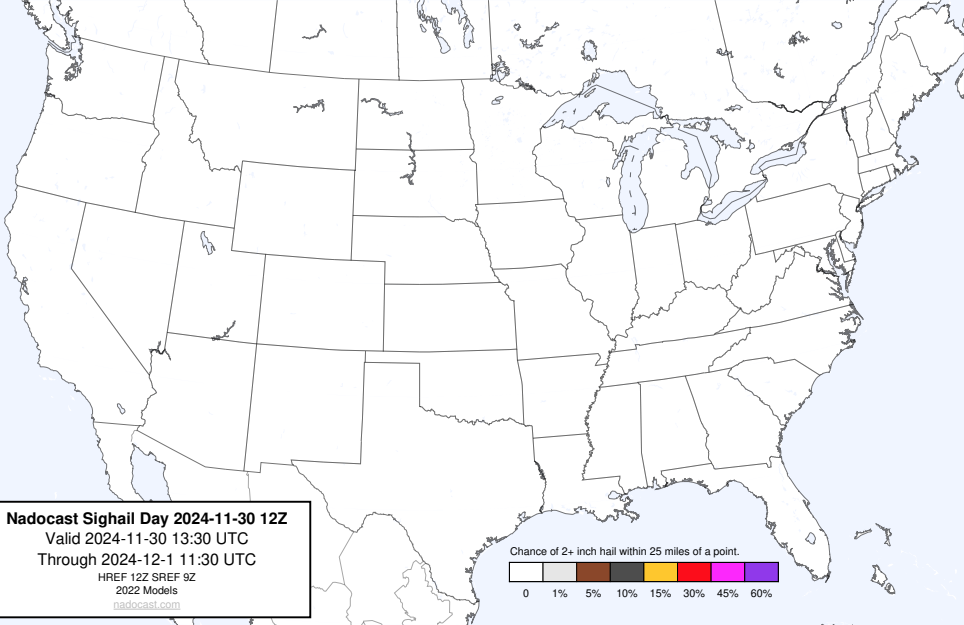 Nadocast Sighail Day 2024-11-30 12Z
Valid 2024-11-30 13:30 UTC
Through 2024-12-1 11:30 UTC
HREF 12Z SREF 9Z
2022 Models
nadocast.com
Chance of 2+ inch hail within 25 miles of a point.
0 1% 5% 10% 15% 30% 45% 60%